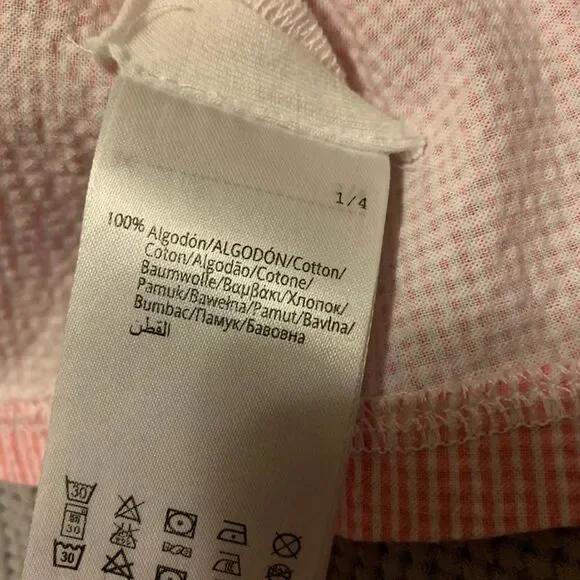 1/4
100% Algodón/ALGODÓN/Cotton/
Coton/Algodão/Cotone/
Baumwolle/Βαμβάκι/Хлопок/
Pamuk/Bawełna/Pamut/Bavlna/
Bumbac/Памук/Бавовна
القطن
30
30
30